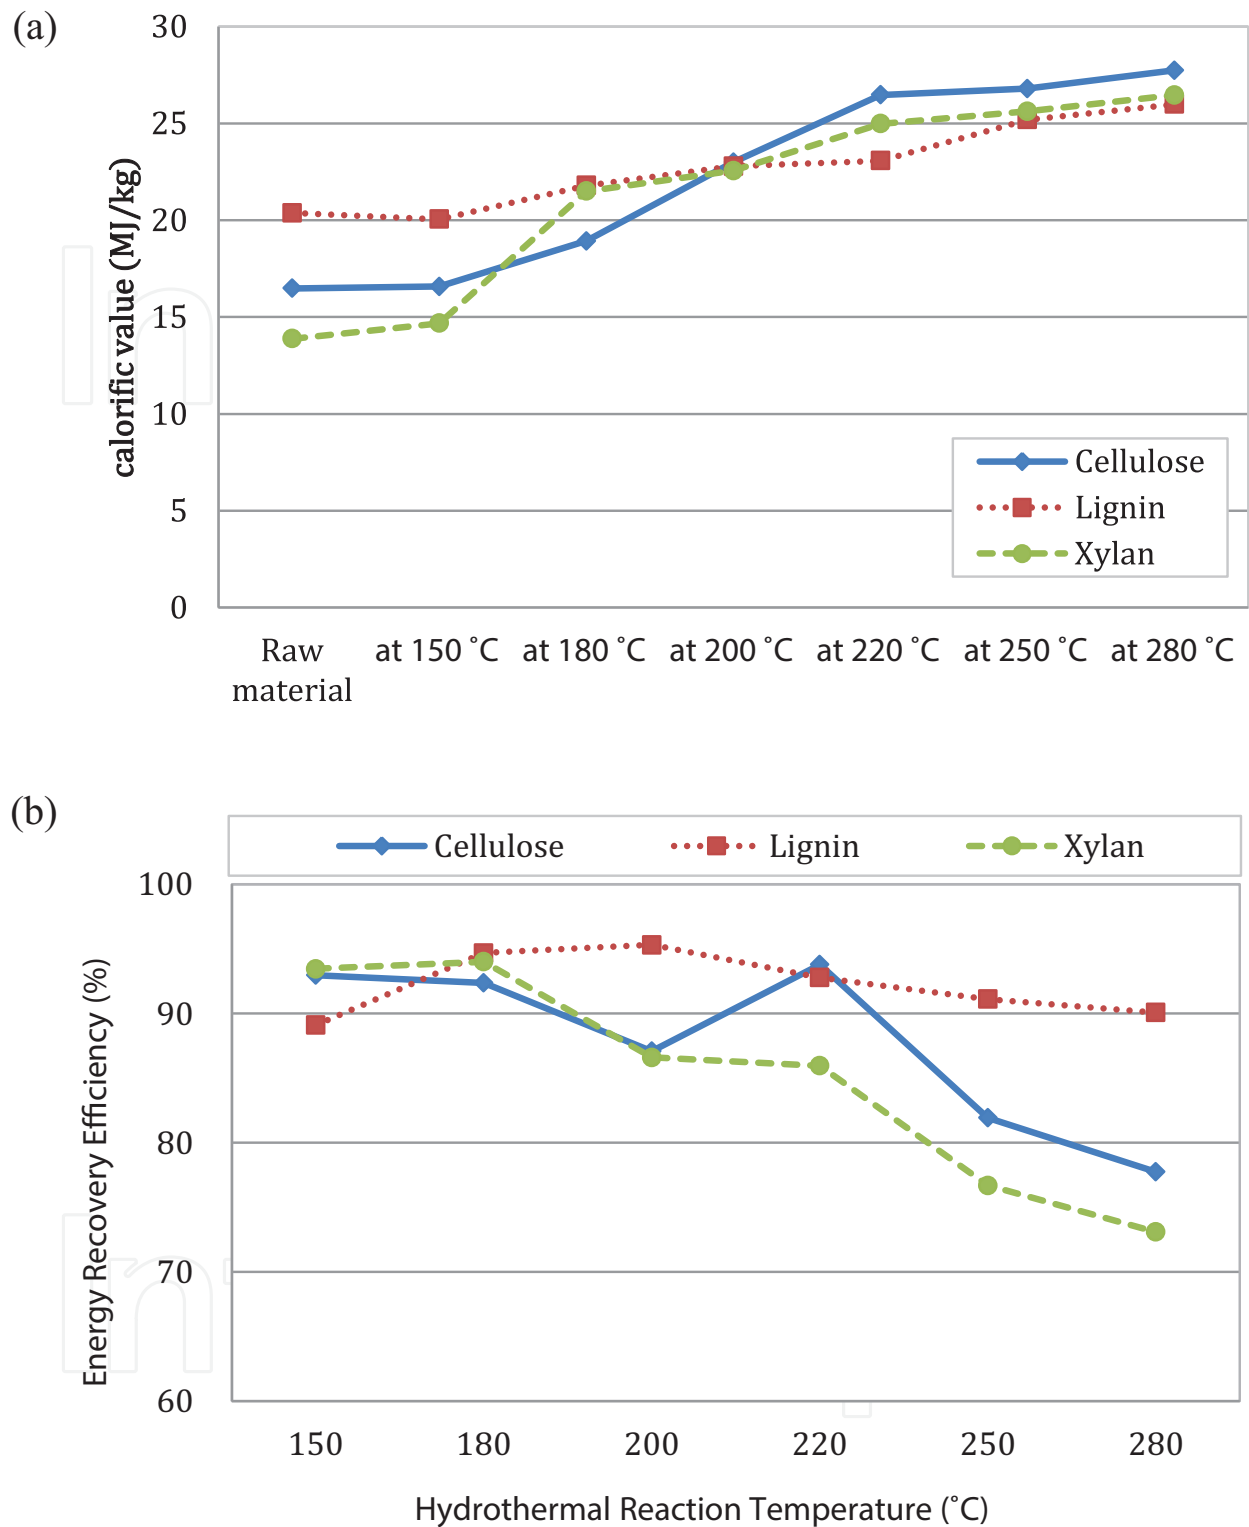 (a)
30
25
20
15
10
5
0
calorific value (MJ/kg)
Cellulose
Lignin
Xylan
Raw material
at 150 ˚C
at 180 ˚C
at 200 ˚C
at 220 ˚C
at 250 ˚C
at 280 ˚C
(b)
Cellulose
Lignin
Xylan
100
90
80
70
60
Energy Recovery Efficiency (%)
150
180
200
220
250
280
Hydrothermal Reaction Temperature (˚C)